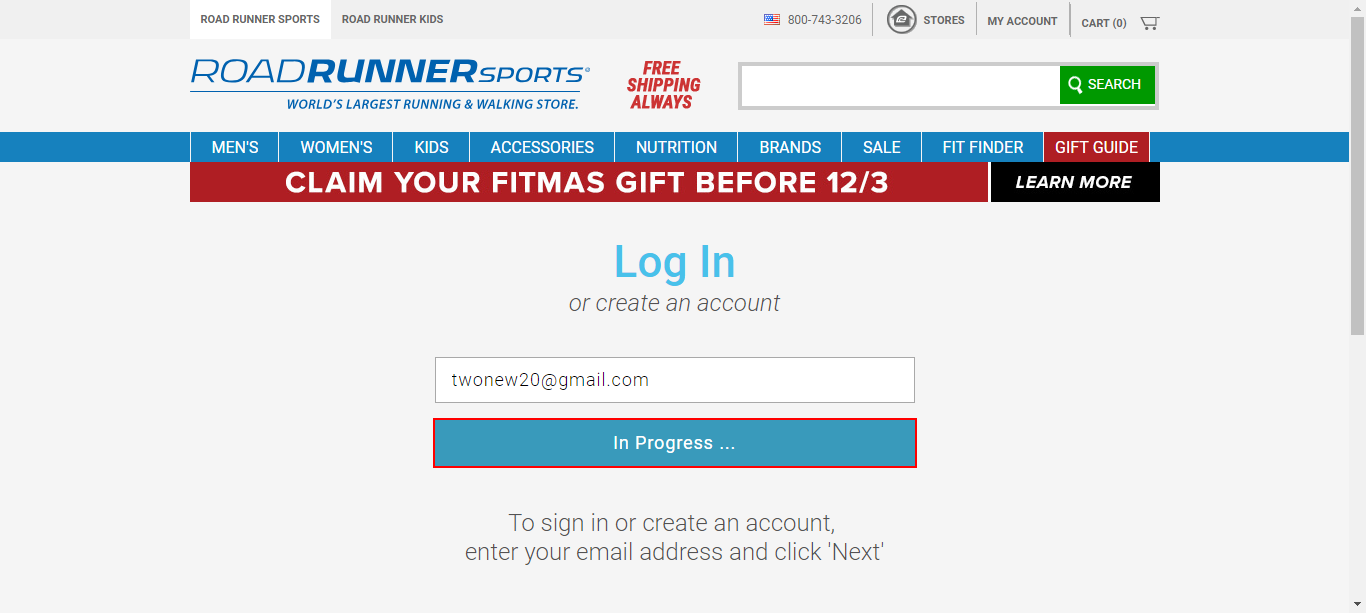 ROAD RUNNER SPORTS ROAD RUNNER KIDS 800-743-3206 STORES MY ACCOUNT CART (0)
ROADRUNNERSPORTS®
WORLD'S LARGEST RUNNING & WALKING STORE.
FREE
SHIPPING
ALWAYS
SEARCH
MEN'S WOMEN'S KIDS ACCESSORIES NUTRITION BRANDS SALE FIT FINDER GIFT GUIDE
CLAIM YOUR FITMAS GIFT BEFORE 12/3 LEARN MORE
Log In
or create an account
twonew20@gmail.com
In Progress ...
To sign in or create an account,
enter your email address and click 'Next'